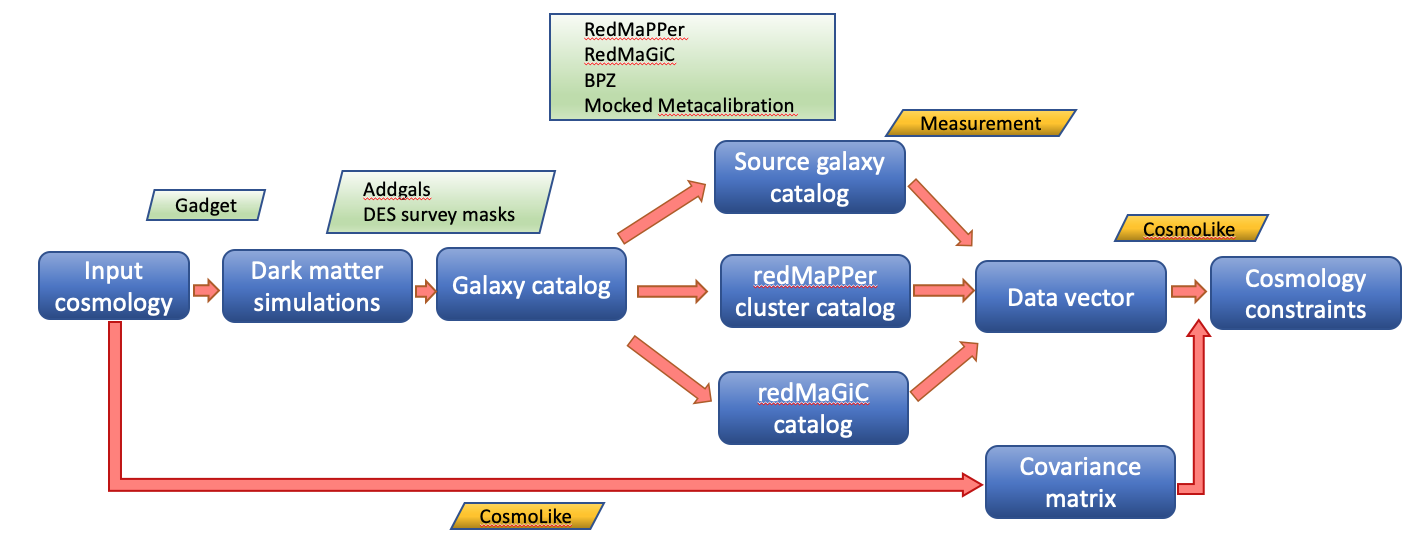 RedMaPPer
RedMaGiC
BPZ
Mocked Metacalibration
Measurement
Source galaxy
catalog
Gadget
Addgals
DES survey masks
CosmoLike
Input
cosmology
Dark matter
simulations
Galaxy catalog
redMaPPer
cluster catalog
Data vector
Cosmology
constraints
redMaGiC
catalog
Covariance
matrix
CosmoLike